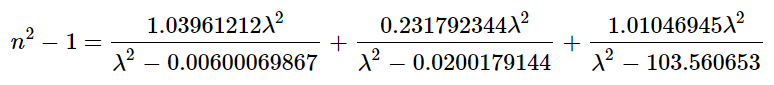 n² − 1 = 1.03961212λ² / (λ² − 0.00600069867) + 0.231792344λ² / (λ² − 0.0200179144) + 1.01046945λ² / (λ² − 103.560653)